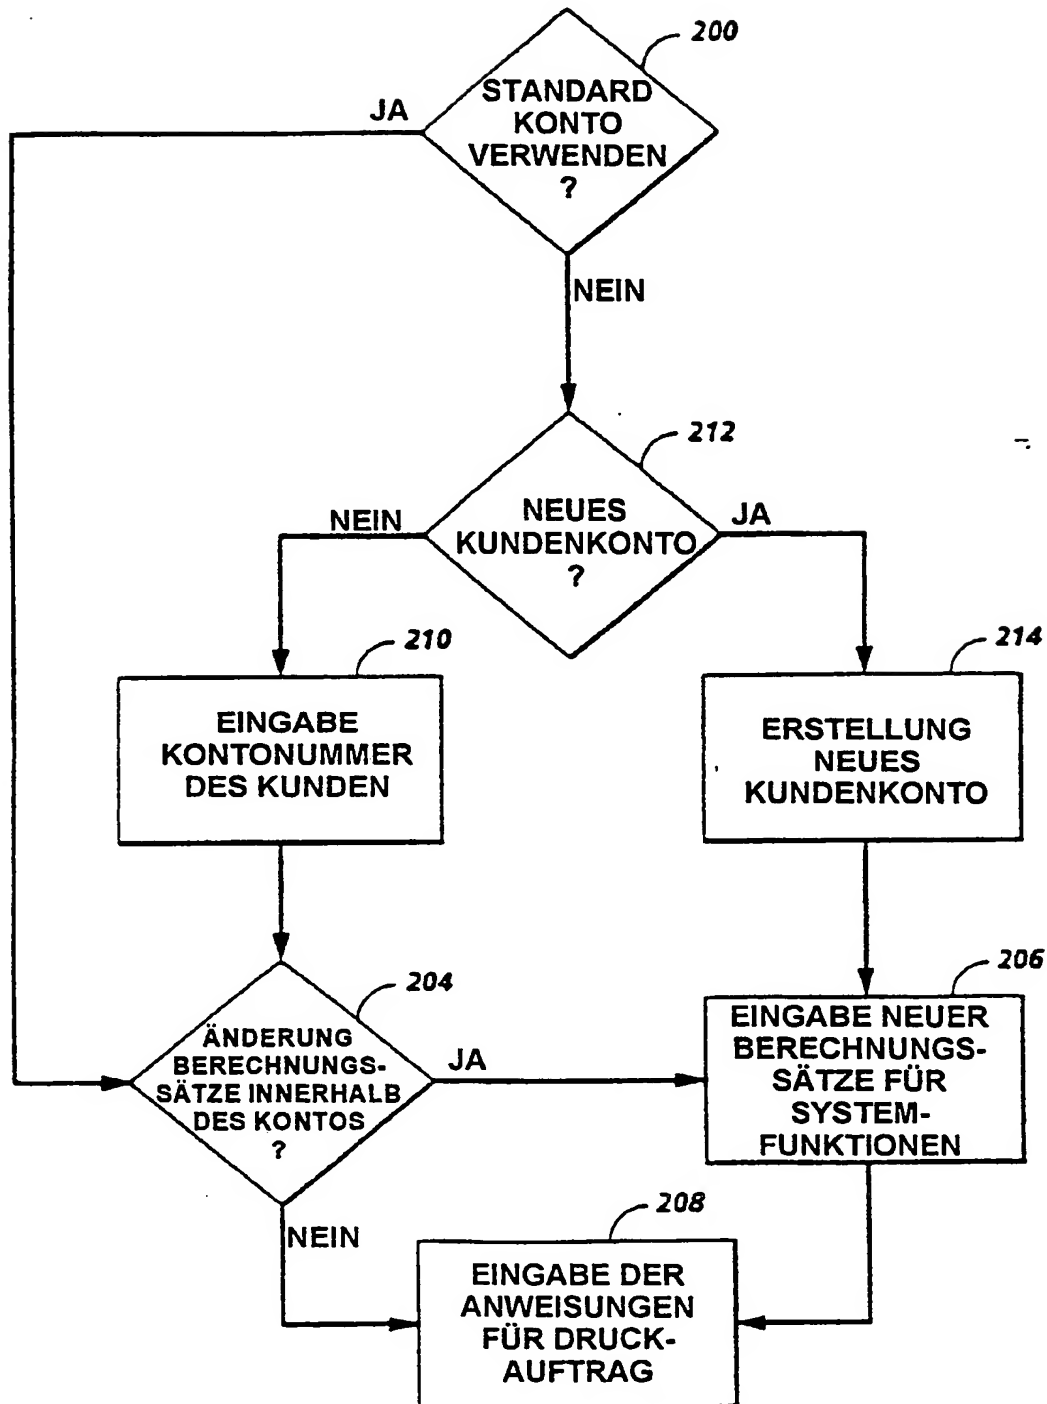 200
STANDARD
KONTO
VERWENDEN
?
JA
NEIN
212
NEUES
KUNDENKONTO
?
NEIN
JA
210
EINGABE
KONTONUMMER
DES KUNDEN
214
ERSTELLUNG
NEUES
KUNDENKONTO
204
ÄNDERUNG
BERECHNUNGS-
SÄTZE INNERHALB
DES KONTOS
?
JA
NEIN
206
EINGABE NEUER
BERECHNUNGS-
SÄTZE FÜR
SYSTEM-
FUNKTIONEN
208
EINGABE DER
ANWEISUNGEN
FÜR DRUCK-
AUFTRAG